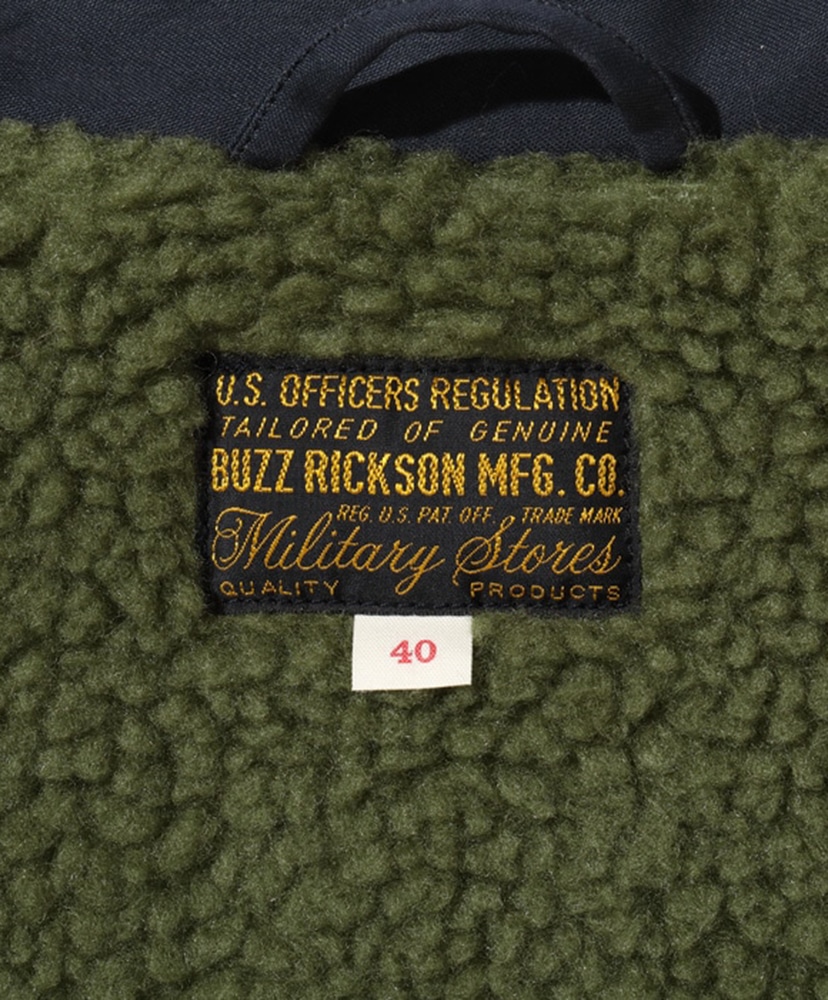 U.S. OFFICERS REGULATION
TAILORED OF GENUINE
BUZZ RICKSON MFG. CO.
REG. U.S. PAT. OFF. TRADE MARK
Military Stores
QUALITY PRODUCTS
40